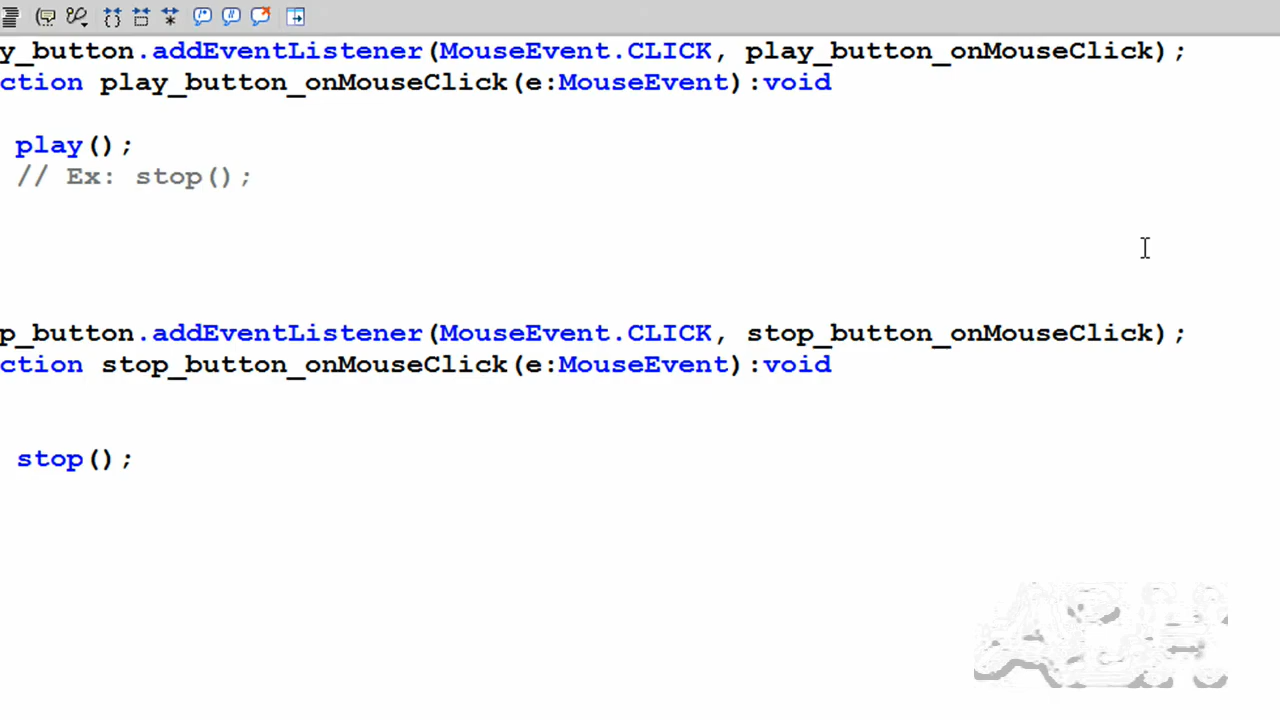 y_button.addEventListener(MouseEvent.CLICK, play_button_onMouseClick);
ction play_button_onMouseClick(e:MouseEvent):void
play();
// Ex: stop();
p_button.addEventListener(MouseEvent.CLICK, stop_button_onMouseClick);
ction stop_button_onMouseClick(e:MouseEvent):void
stop();